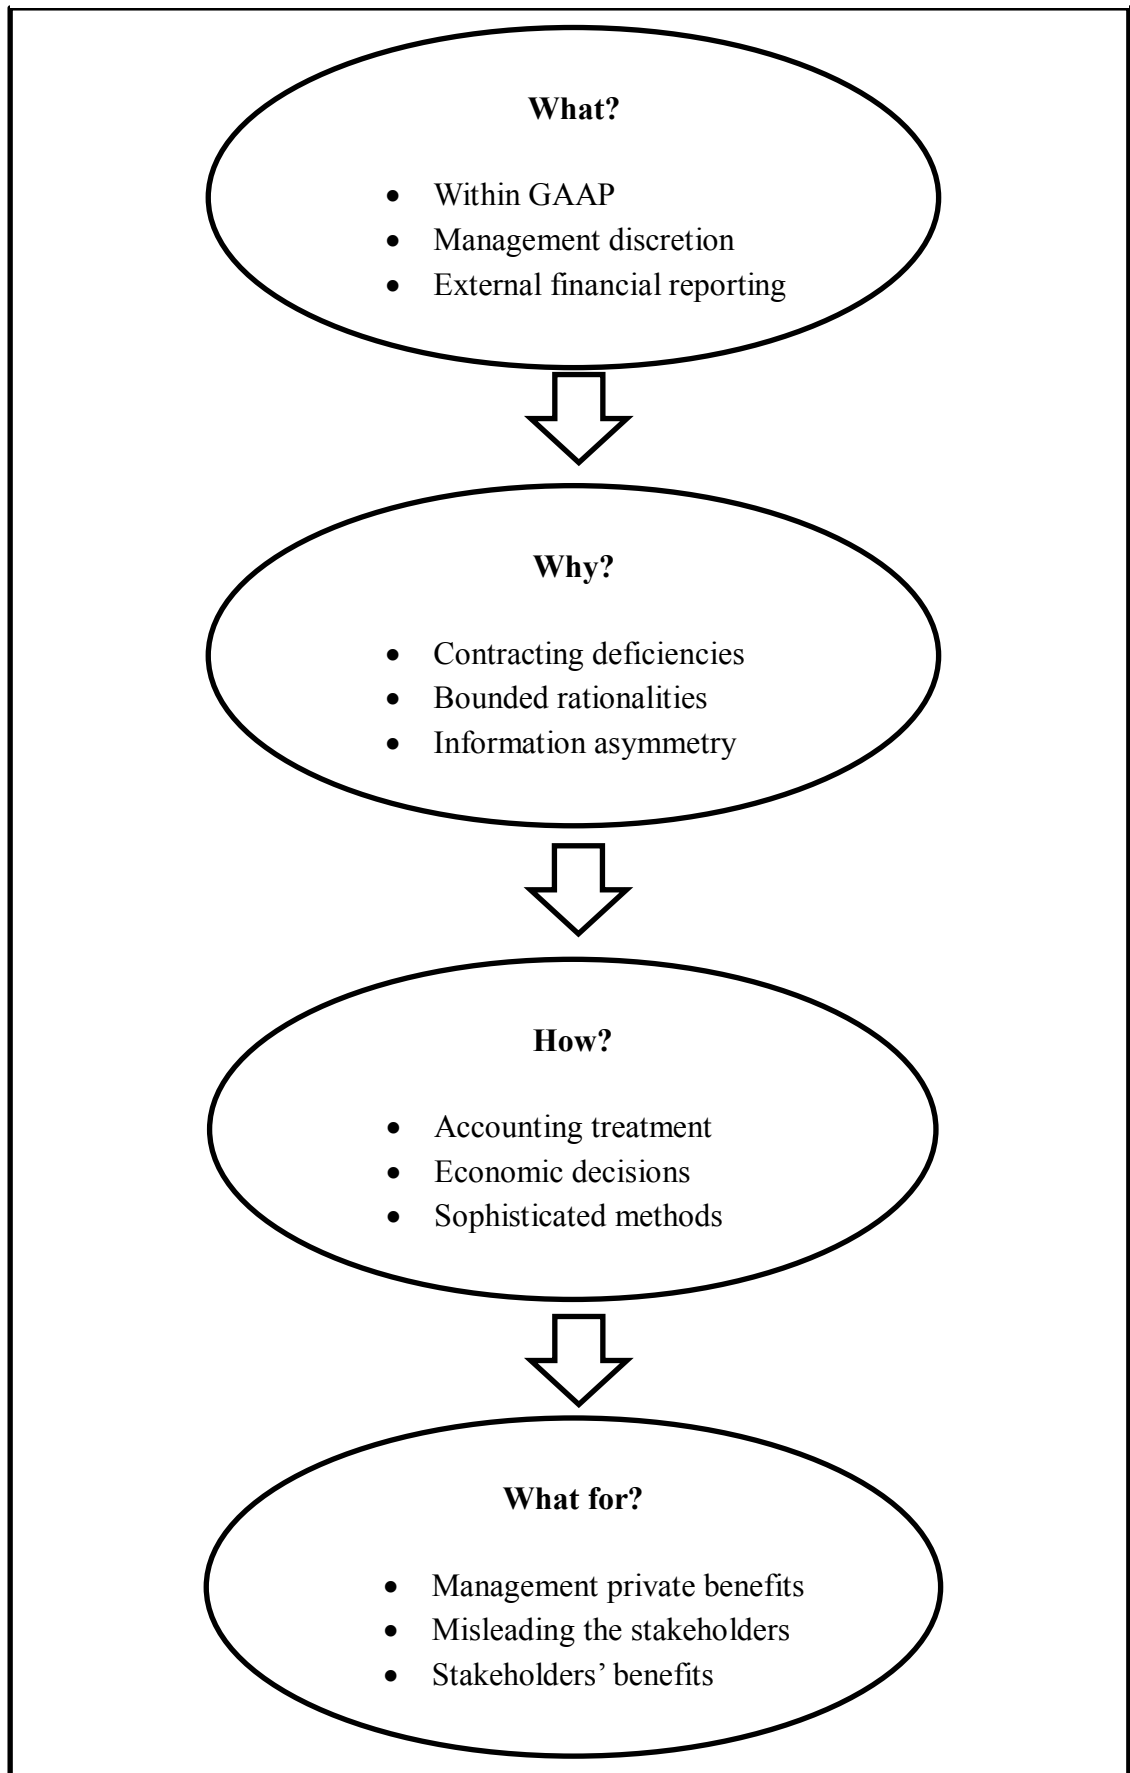 What?
• Within GAAP
• Management discretion
• External financial reporting
Why?
• Contracting deficiencies
• Bounded rationalities
• Information asymmetry
How?
• Accounting treatment
• Economic decisions
• Sophisticated methods
What for?
• Management private benefits
• Misleading the stakeholders
• Stakeholders’ benefits